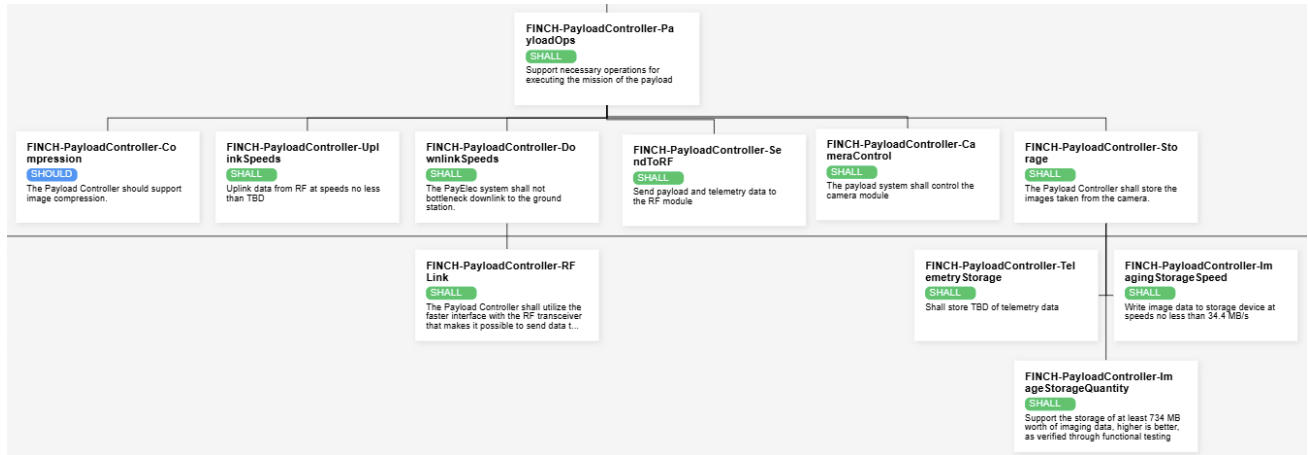 FINCH-PayloadController-Pa
yloadOps
SHALL
Support necessary operations for
executing the mission of the payload
FINCH-PayloadController-Co
mpression
SHOULD
The Payload Controller should support
image compression.
FINCH-PayloadController-Upl
inkSpeeds
SHALL
Uplink data from RF at speeds no less
than TBD
FINCH-PayloadController-Do
wnlinkSpeeds
SHALL
The PayElec system shall not
bottleneck downlink to the ground
station.
FINCH-PayloadController-Se
ndToRF
SHALL
Send payload and telemetry data to
the RF module
FINCH-PayloadController-Ca
meraControl
SHALL
The payload system shall control the
camera module
FINCH-PayloadController-Sto
rage
SHALL
The Payload Controller shall store the
images taken from the camera.
FINCH-PayloadController-RF
Link
SHALL
The Payload Controller shall utilize the
faster interface with the RF transceiver
that makes it possible to send data t...
FINCH-PayloadController-Tel
emetryStorage
SHALL
Shall store TBD of telemetry data
FINCH-PayloadController-Im
agingStorageSpeed
SHALL
Write image data to storage device at
speeds no less than 34.4 MB/s
FINCH-PayloadController-Im
ageStorageQuantity
SHALL
Support the storage of at least 734 MB
worth of imaging data, higher is better,
as verified through functional testing